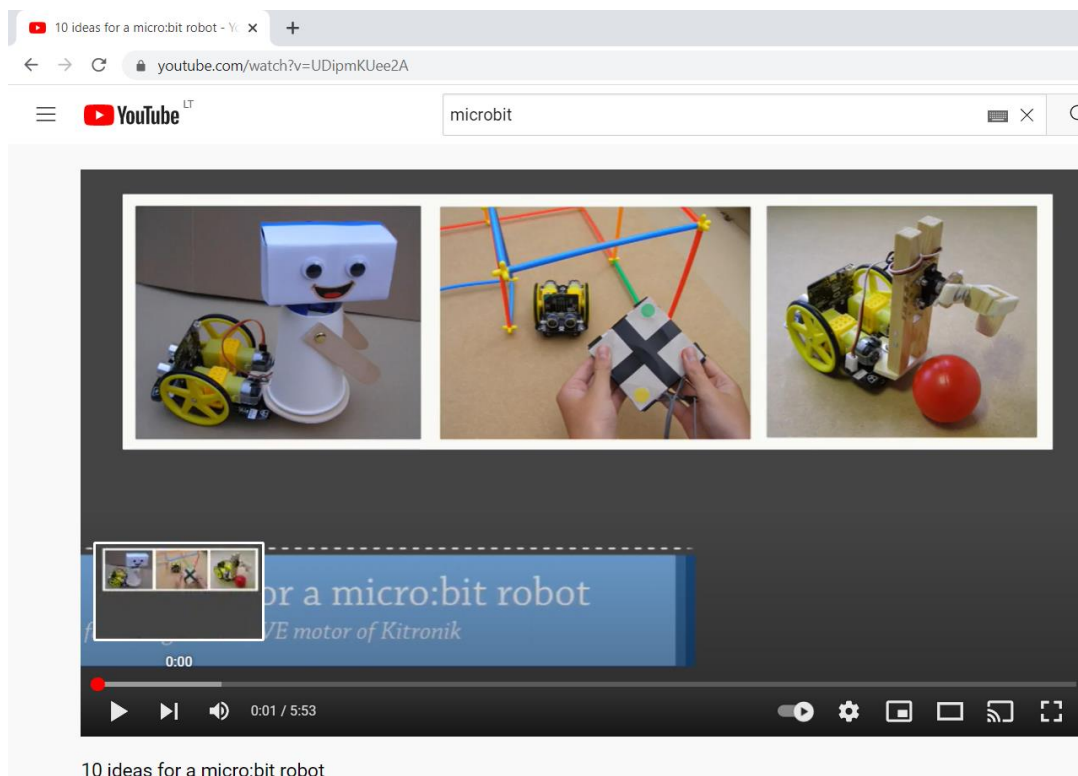 10 ideas for a micro:bit robot - Y
youtube.com/watch?v=UDipmKUee2A
YouTube LT
microbit
or a micro:bit robot
VE motor of Kitronik
0:00
0:01 / 5:53
10 ideas for a micro:bit robot